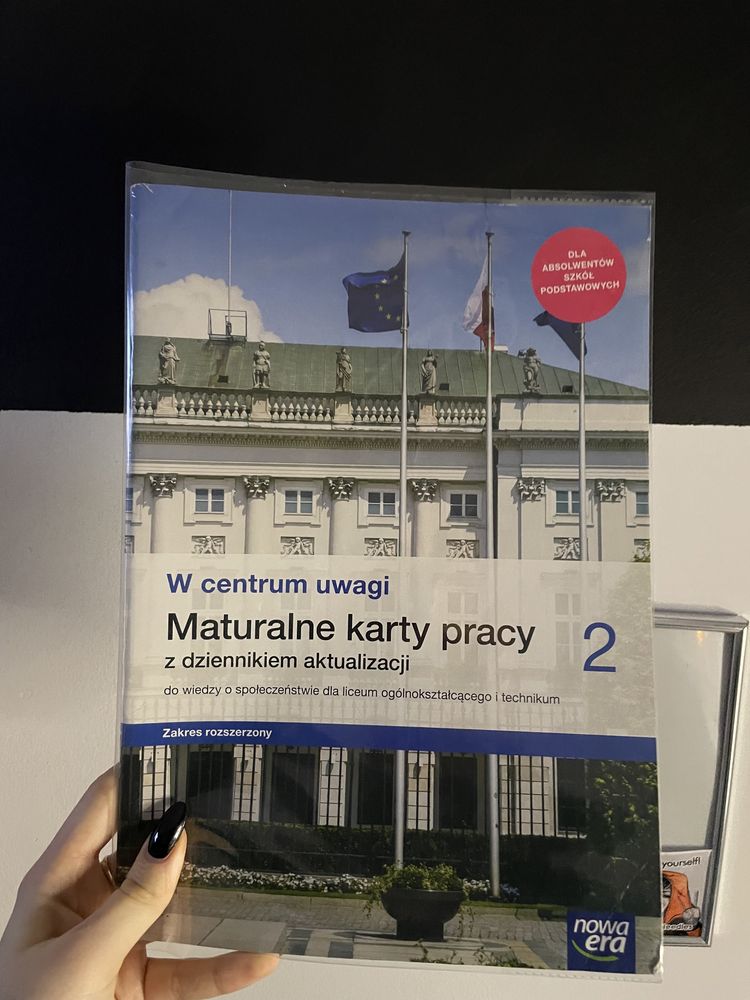 DLA
ABSOLWENTÓW
SZKÓŁ
PODSTAWOWYCH
W centrum uwagi
Maturalne karty pracy 2
z dziennikiem aktualizacji
do wiedzy o społeczeństwie dla liceum ogólnokształcącego i technikum
Zakres rozszerzony
yourself!
nowa
era